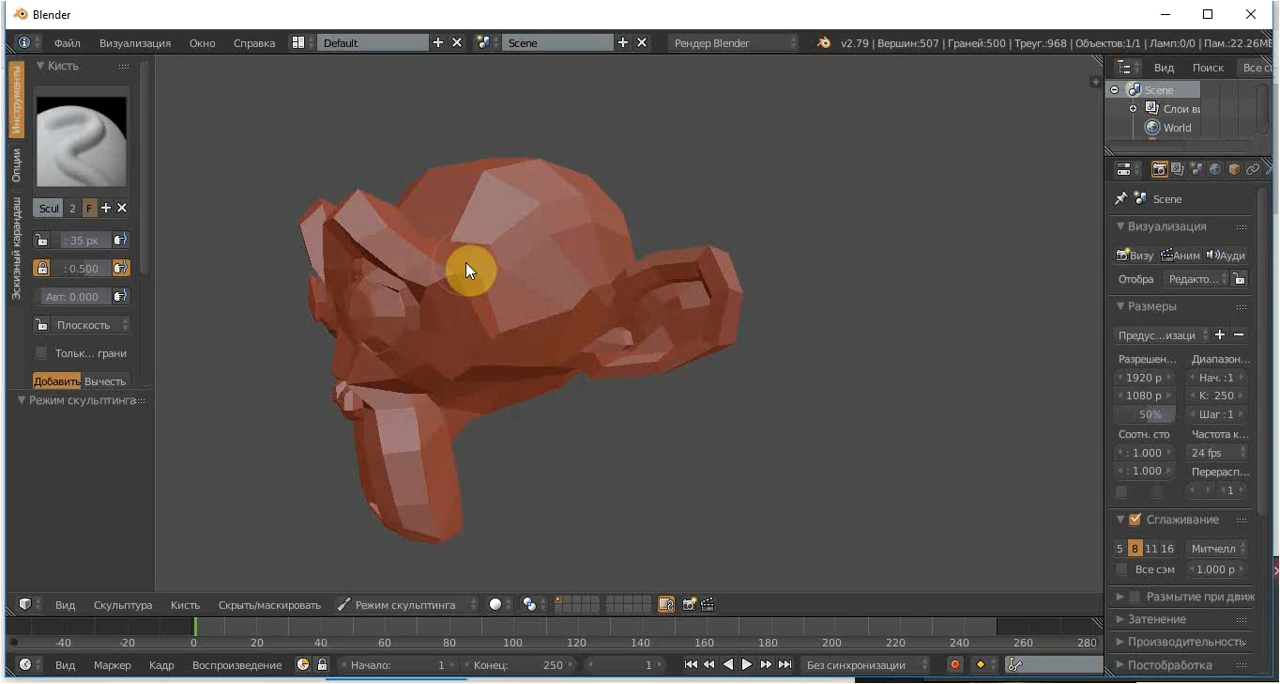 Blender
Файл Визуализация Окно Справка Default Scene Рендер Blender v2.79 | Вершин:507 | Граней:500 | Треуг.:968 | Объектов:1/1 | Ламп:0/0 | Пам.:22.26МБ
Кисть
Инструменты
Опции
Эскизный карандаш
Scul 2 F
: 35 px
: 0.500
Авт: 0.000
Плоскость
Тольк... грани
Добавить Вычесть
Режим скульптинга
Вид Поиск Все с
Scene
Слои ви
World
Scene
Визуализация
Визу Аним Ауди
Отобра Редакто...
Размеры
Предус...изаци
Разрешен... Диапазон...
1920 p Нач. :1
1080 p К: 250
50% Шаг : 1
Соотн. сто Частота к...
: 1.000 24 fps
: 1.000 Перерасп...
: 1
Сглаживание
5 8 11 16 Митчелл
Все сэм 1.000 p
Размытие при движ
Затенение
Производительность
Постобработка
Вид Скульптура Кисть Скрыть/маскировать Режим скульптинга
-40 -20 0 20 40 60 80 100 120 140 160 180 200 220 240 260 280
Вид Маркер Кадр Воспроизведение Начало: 1 Конец: 250 1 Без синхронизации